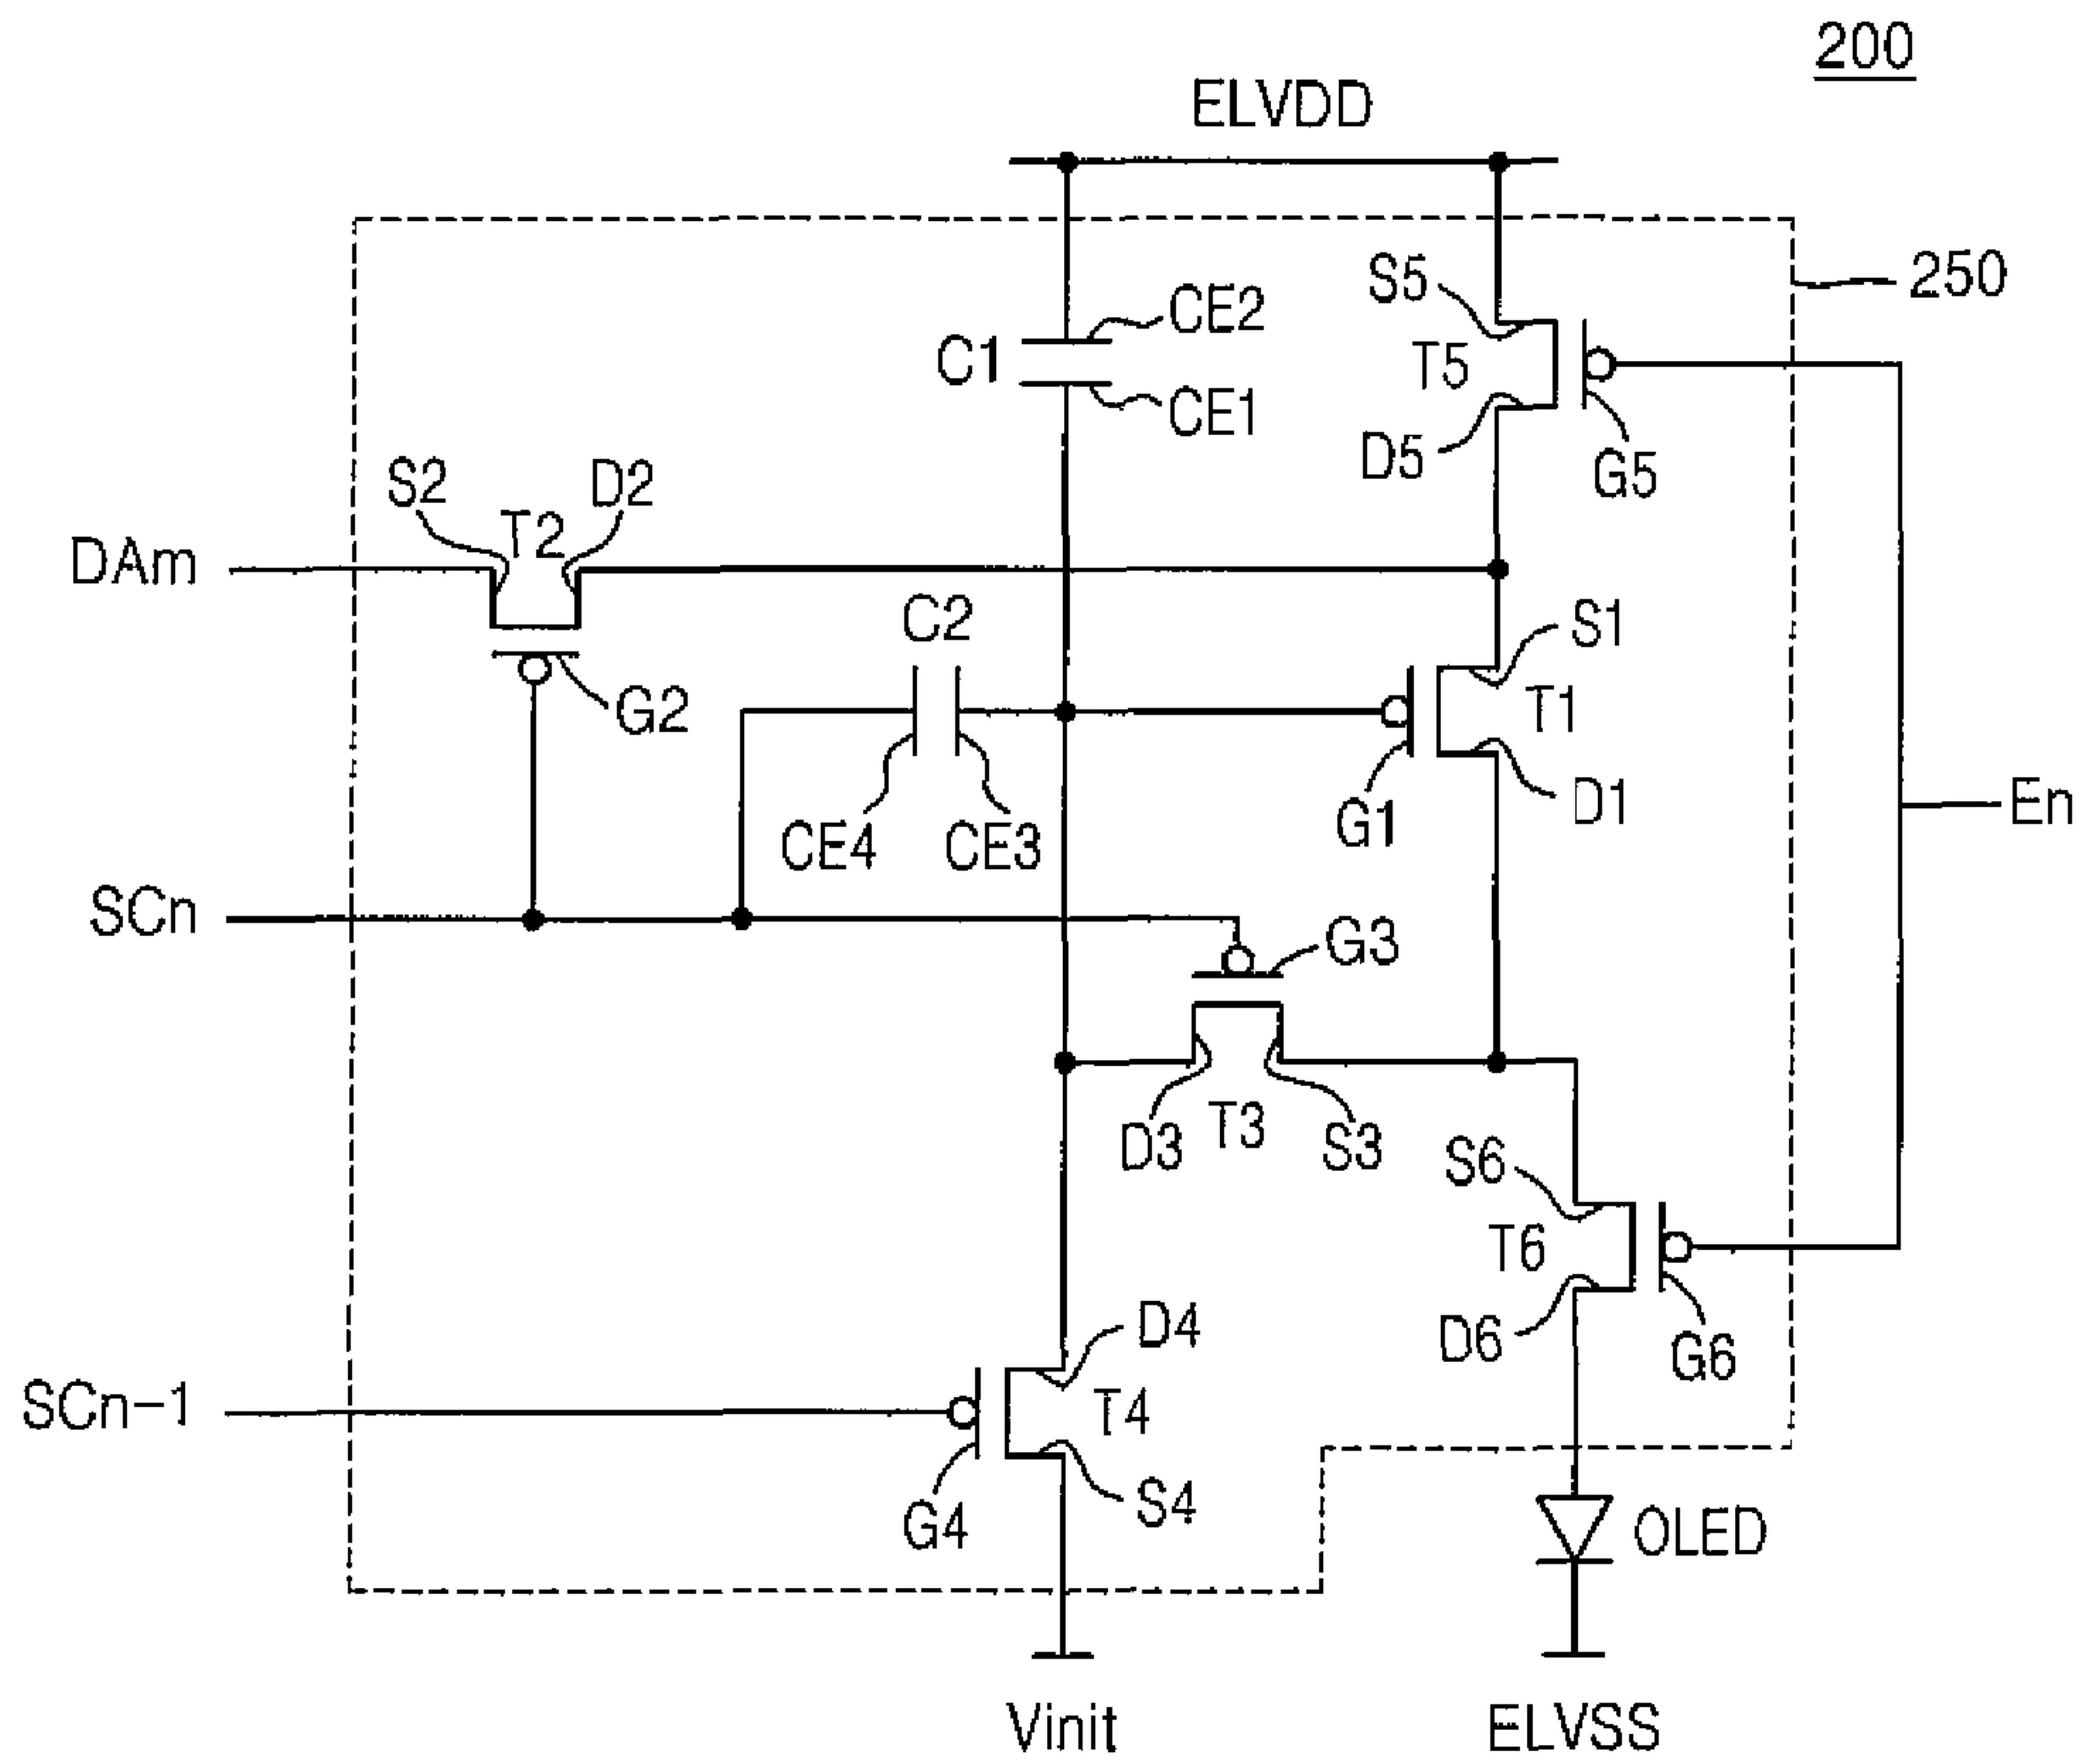 200
ELVDD
250
S5
CE2
C1
T5
CE1
D5
G5
S2
D2
T2
DAm
C2
S1
G2
T1
D1
En
G1
CE4
CE3
SCn
G3
D3
T3
S3
S6
T6
D4
D6
G6
SCn-1
T4
S4
G4
OLED
Vinit
ELVSS